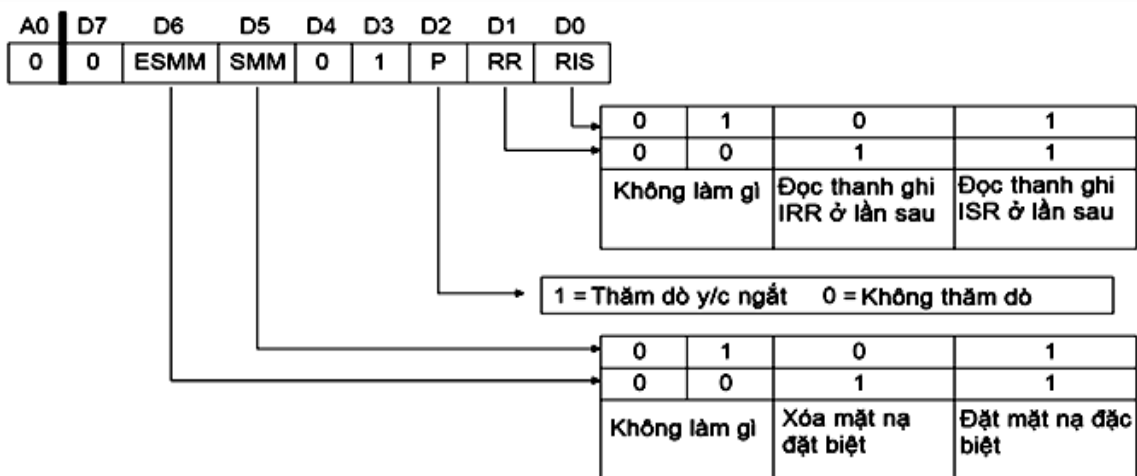 A0 D7 D6 D5 D4 D3 D2 D1 D0
0 0 ESMM SMM 0 1 P RR RIS
0 1 0 1
0 0 1 1
Không làm gì Đọc thanh ghi IRR ở lần sau Đọc thanh ghi ISR ở lần sau
1 = Thăm dò y/c ngắt 0 = Không thăm dò
0 1 0 1
0 0 1 1
Không làm gì Xóa mặt nạ đặt biệt Đặt mặt nạ đặc biệt